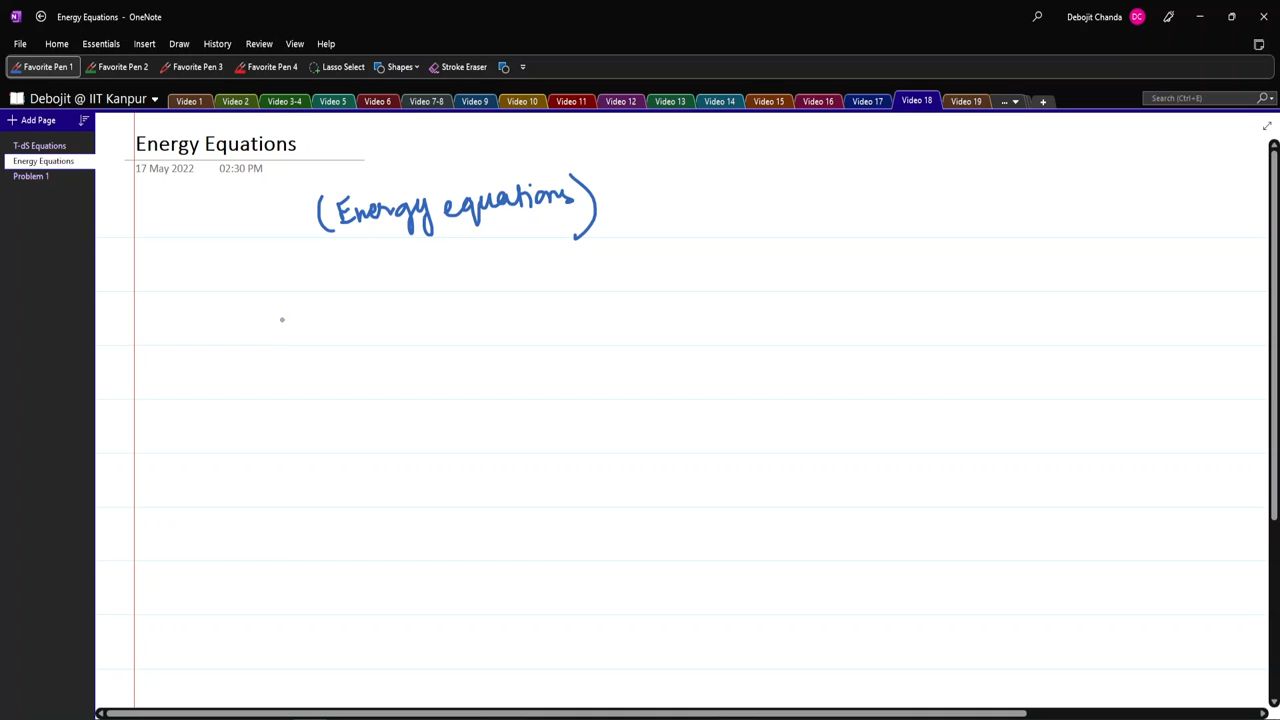 Energy Equations - OneNote
Debojit Chanda DC
File Home Essentials Insert Draw History Review View Help
Favorite Pen 1 Favorite Pen 2 Favorite Pen 3 Favorite Pen 4 Lasso Select Shapes Stroke Eraser
Debojit @ IIT Kanpur Video 1 Video 2 Video 3-4 Video 5 Video 6 Video 7-8 Video 9 Video 10 Video 11 Video 12 Video 13 Video 14 Video 15 Video 16 Video 17 Video 18 Video 19 ... Search (Ctrl+E)
Add Page
T-dS Equations
Energy Equations
Problem 1
Energy Equations
17 May 2022 02:30 PM
(Energy equations)